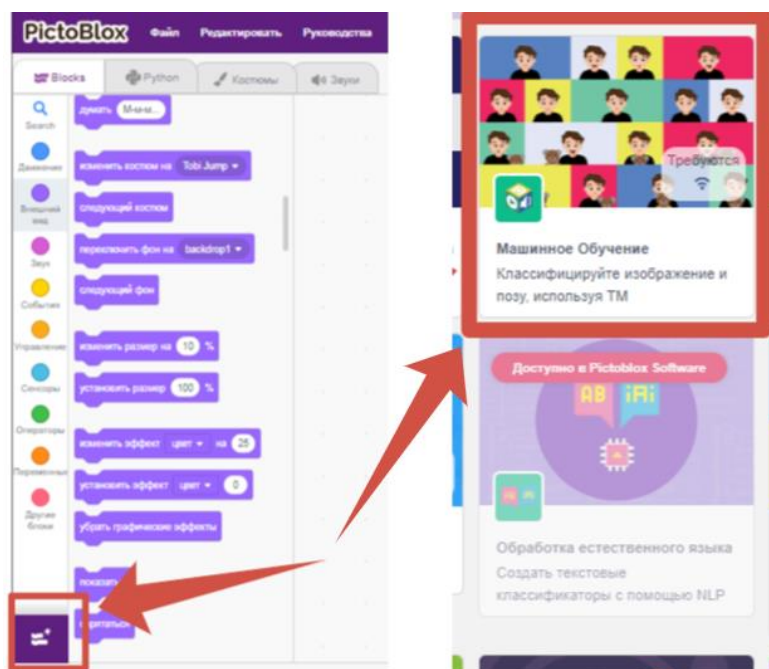 PictoBlox Файл Редактировать Руководства
Blocks Python Костюмы Звуки
Search
Движение
Внешний
вид
Звук
События
Управление
Сенсоры
Операторы
Переменные
Другие
блоки
думать М-м-м...
изменить костюм на Tobi Jump
следующий костюм
переключить фон на backdrop1
следующий фон
изменить размер на 10 %
установить размер 100 %
изменить эффект цвет на 25
установить эффект цвет 0
убрать графические эффекты
показать
Требуются
Машинное Обучение
Классифицируйте изображение и
позу, используя ТМ
Доступно в Pictoblox Software
Обработка естественного языка
Создать текстовые
классификаторы с помощью NLP